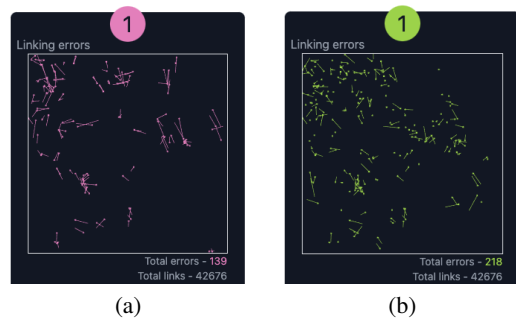 1
Linking errors
Total errors - 139
Total links - 42676
(a)
1
Linking errors
Total errors - 218
Total links - 42676
(b)